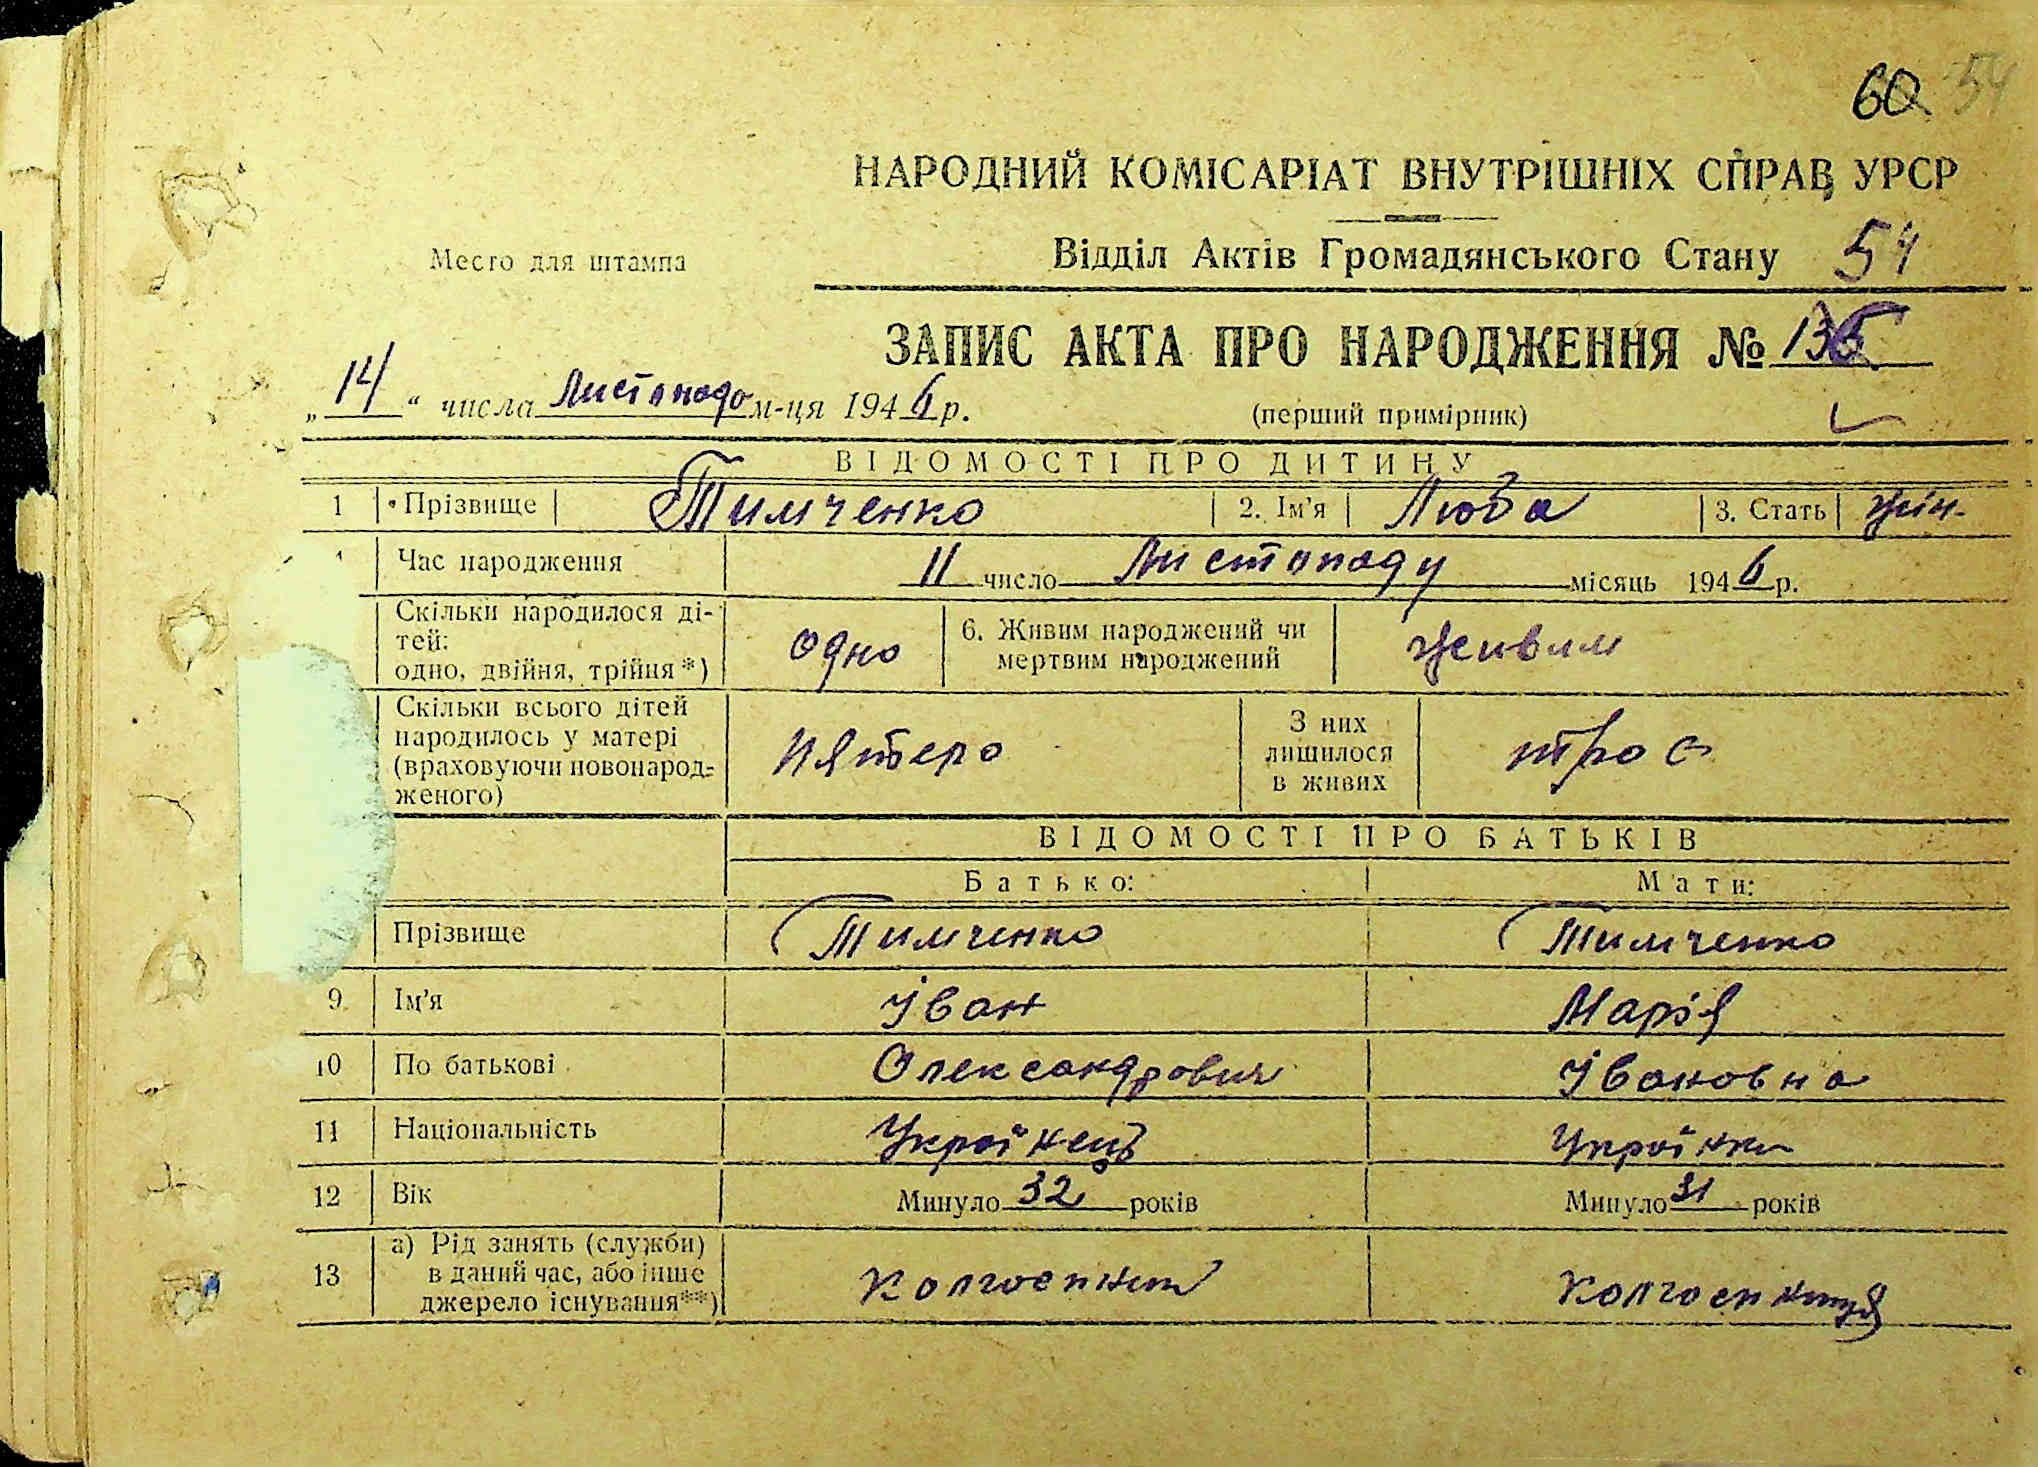 60 54
НАРОДНИЙ КОМІСАРІАТ ВНУТРІШНІХ СПРАВ УРСР
Место для штампа
Відділ Актів Громадянського Стану 54
ЗАПИС АКТА ПРО НАРОДЖЕННЯ №
„14“ числа Листопада м-ця 1946 р.
(перший примірник)
ВІДОМОСТІ ПРО ДИТИНУ
1 Прізвище Тимченко 2. Ім'я Люба 3. Стать жін.
Час народження 11 число Листопаду місяць 1946 р.
Скільки народилося ді-
тей:
одно, двійня, трійня*)
одно
6. Живим народжений чи
мертвим народжений
живим
Скільки всього дітей
народилось у матері
(враховуючи новонарод-
женого)
пятеро
З них
лишилося
в живих
троє
ВІДОМОСТІ ПРО БАТЬКІВ
Батько: Мати:
Прізвище Тимченко Тимченко
9 Ім'я Іван Марія
10 По батькові Олександрович Івановна
11 Національність Українець Українка
12 Вік Минуло 32 років Минуло 31 років
13 а) Рід занять (служби)
в даний час, або інше
джерело існування**)
колгоспник колгоспниця